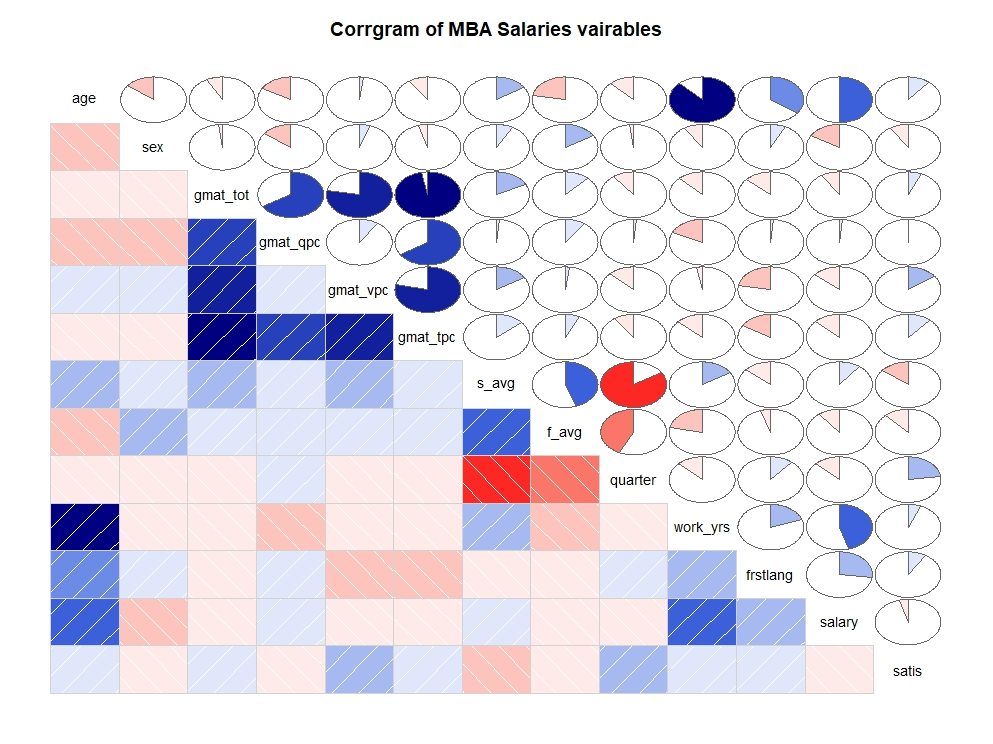 Corrgram of MBA Salaries vairables
age
sex
gmat_tot
gmat_qpc
gmat_vpc
gmat_tpc
s_avg
f_avg
quarter
work_yrs
frstlang
salary
satis